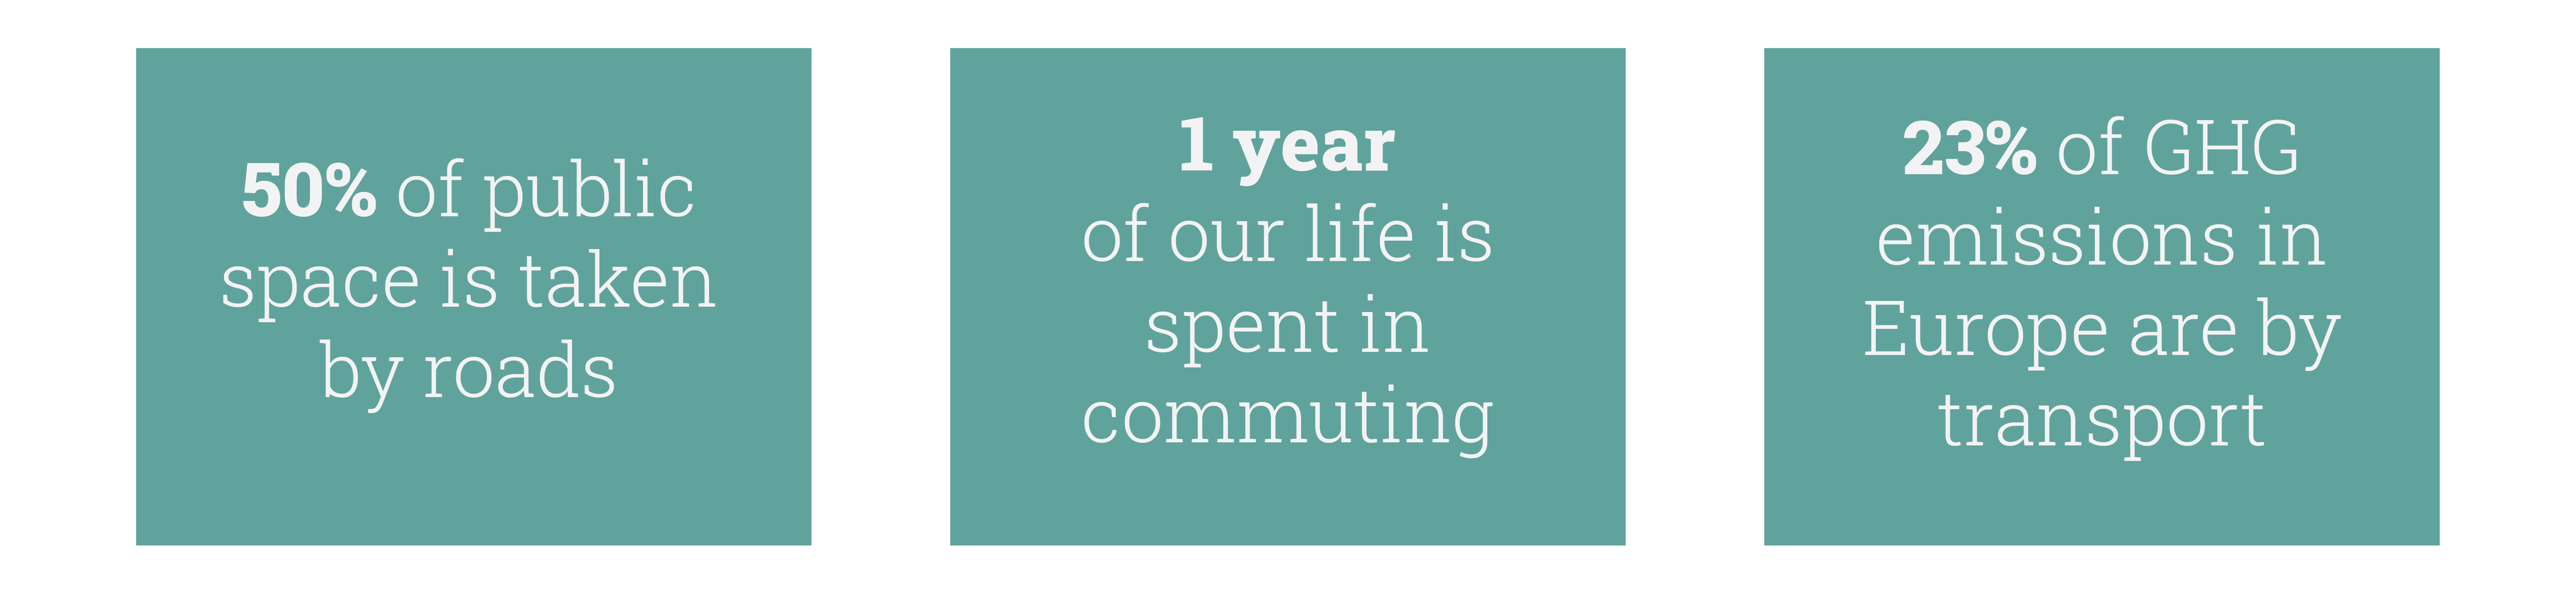 50% of public
space is taken
by roads
1 year
of our life is
spent in
commuting
23% of GHG
emissions in
Europe are by
transport